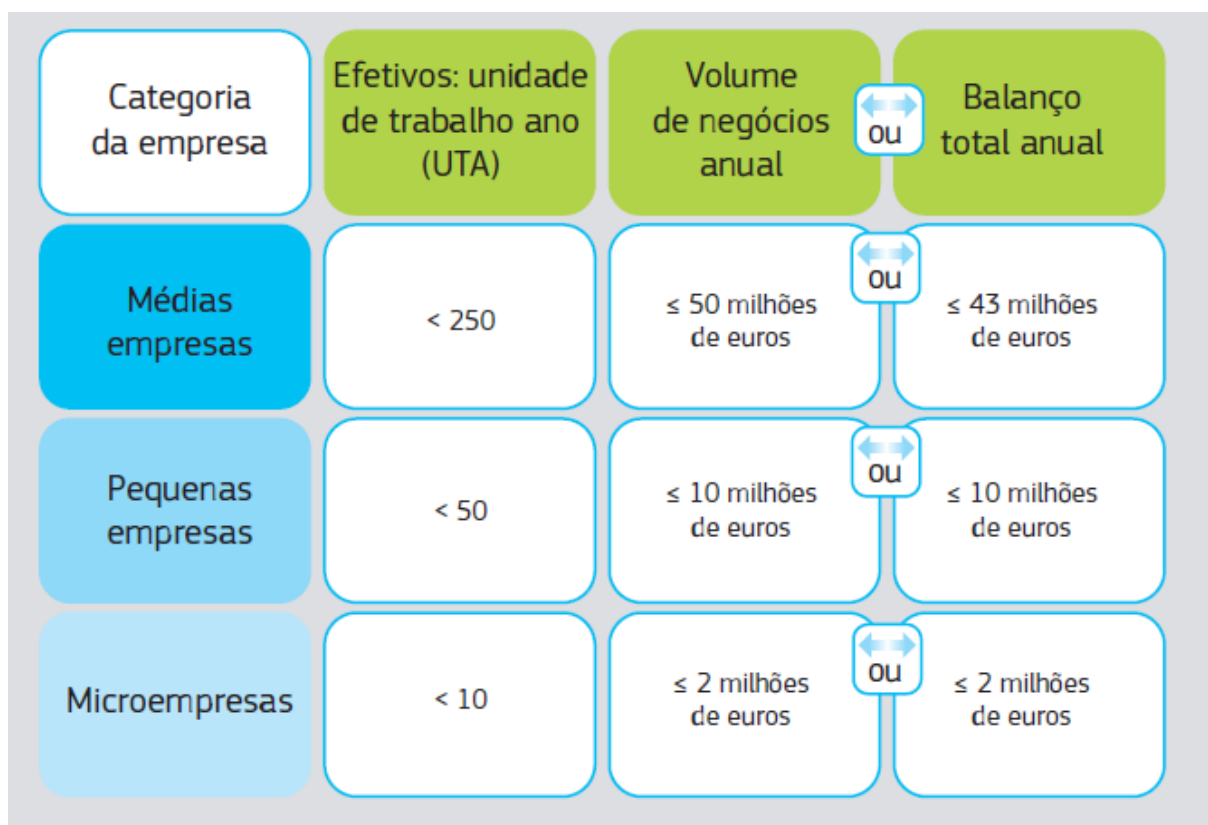 Categoria
da empresa
Efetivos: unidade
de trabalho ano
(UTA)
Volume
de negócios
anual
ou
Balanço
total anual
Médias
empresas
< 250
≤ 50 milhões
de euros
ou
≤ 43 milhões
de euros
Pequenas
empresas
< 50
≤ 10 milhões
de euros
ou
≤ 10 milhões
de euros
Microempresas
< 10
≤ 2 milhões
de euros
ou
≤ 2 milhões
de euros